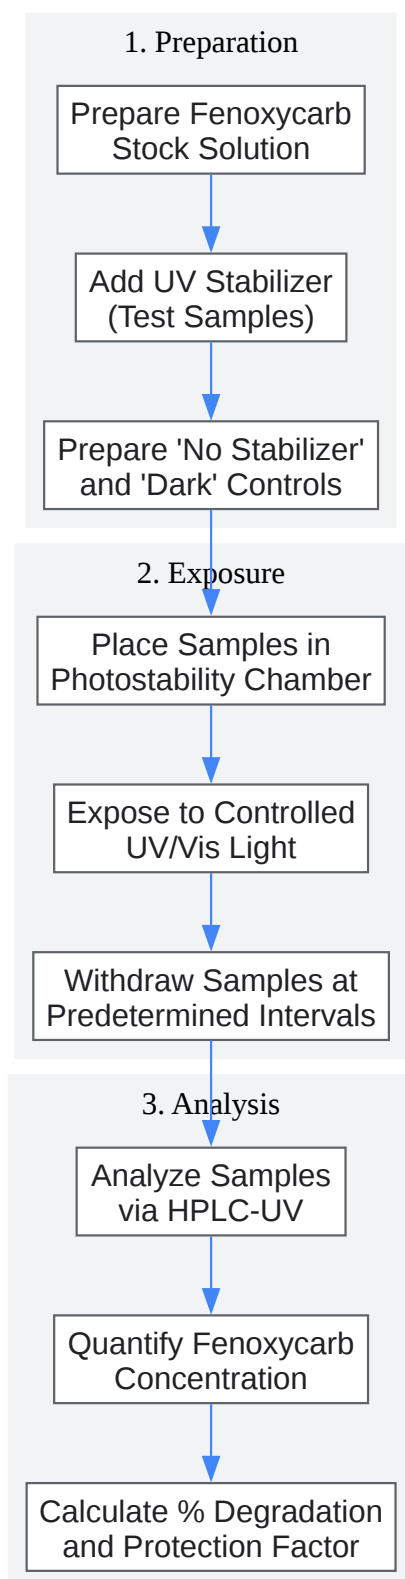 1. Preparation
Prepare Fenoxycarb
Stock Solution
Add UV Stabilizer
(Test Samples)
Prepare 'No Stabilizer'
and 'Dark' Controls
2. Exposure
Place Samples in
Photostability Chamber
Expose to Controlled
UV/Vis Light
Withdraw Samples at
Predetermined Intervals
3. Analysis
Analyze Samples
via HPLC-UV
Quantify Fenoxycarb
Concentration
Calculate % Degradation
and Protection Factor